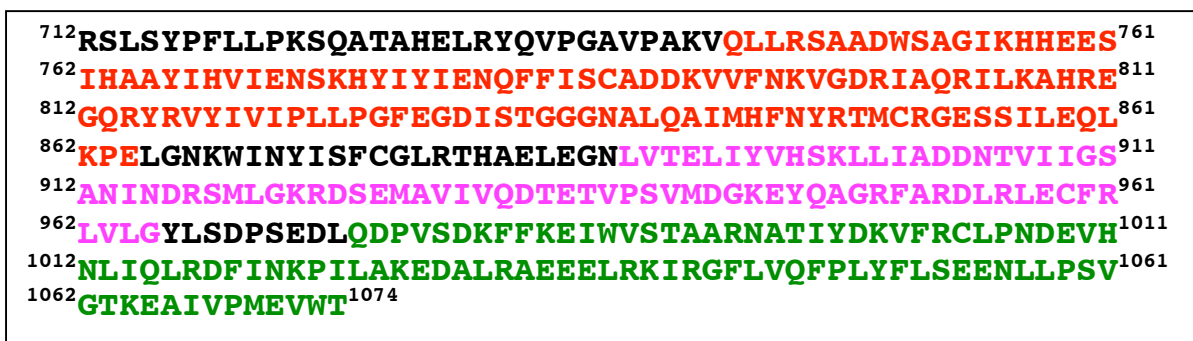 712RSLSYPFLLPKSQATAHELRYQVPGAVPAKVQLLRSAADWSAGIKHHEES761
762IHAAYIHVIENSKHYIYIENQFFISCADDKVVFNKVGDRIAQRILKAHRE811
812GQRYRVYIVIPLLPGFEGDISTGGGNALQAIMHFNYRTMCRGESSILEQL861
862KPELGNKWINYISFCGLRTHAELEGNLVTELIYVHSKLLIADDNTVIIGS911
912ANINDRSMLGKRDSEMAVIVQDTETVPSVMDGKEYQAGRFARDLRLECFR961
962LVLGYLSDPSEDLQDPVSDKFFKEIWVSTAARNATIYDKVFRCLPNDEVH1011
1012NLIQLRDFINKPILAKEDALRAEEELRKIRGFLVQFPLYFLSEENLLPSV1061
1062GTKEAIVPMEVWT1074